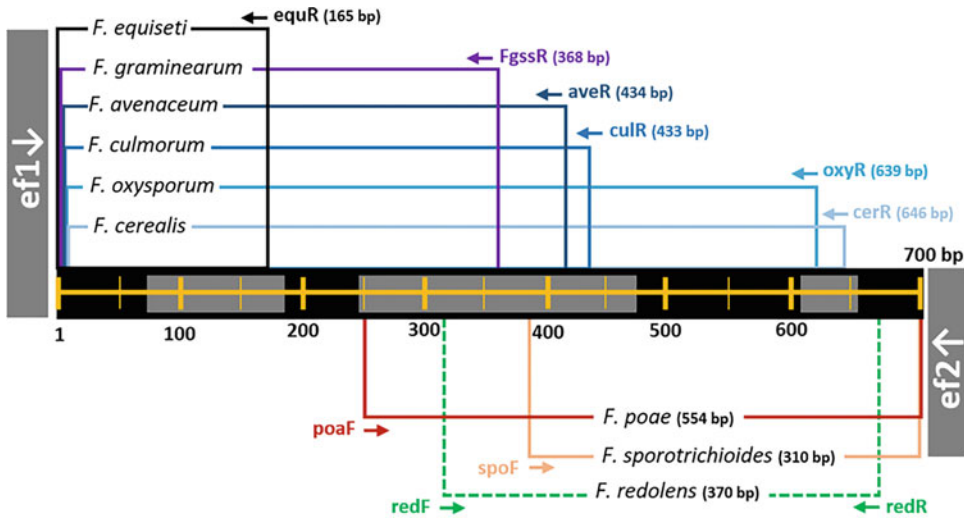 equR (165 bp)
F. equiseti
FgssR (368 bp)
F. graminearum
aveR (434 bp)
F. avenaceum
culR (433 bp)
F. culmorum
oxyR (639 bp)
F. oxysporum
cerR (646 bp)
F. cerealis
ef1↓
700 bp
1 100 200 300 400 500 600
ef2↑
F. poae (554 bp)
poaF
F. sporotrichioides (310 bp)
spoF
F. redolens (370 bp)
redF redR